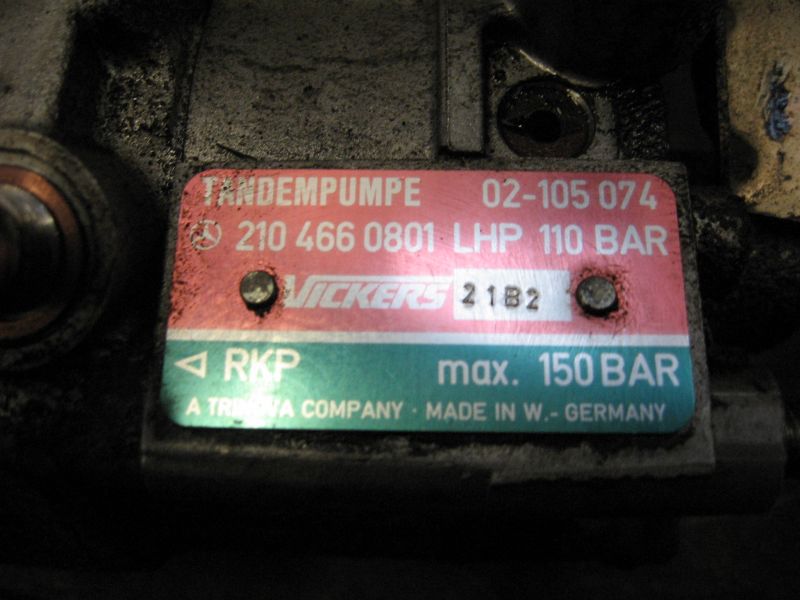 TANDEMPUMPE 02-105 074
210 466 0801 LHP 110 BAR
VICKERS 21B2
RKP max. 150 BAR
A TRINOVA COMPANY · MADE IN W.- GERMANY